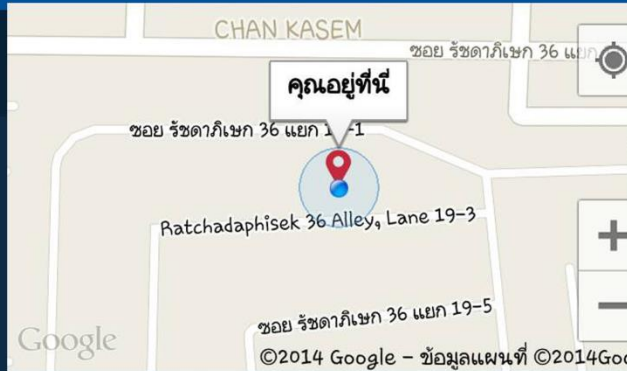 CHAN KASEM
ซอย รัชดาภิเษก 36 แยก
คุณอยู่ที่นี่
ซอย รัชดาภิเษก 36 แยก 1 -1
Ratchadaphisek 36 Alley, Lane 19-3
ซอย รัชดาภิเษก 36 แยก 19-5
Google
©2014 Google - ข้อมูลแผนที่ ©2014Goo